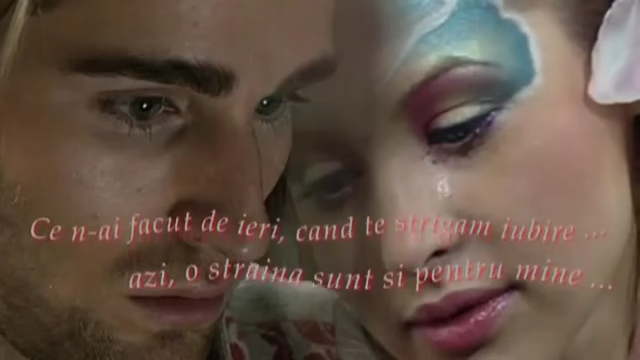 Ce n-ai facut de ieri, cand te strigam iubire ...
azi, o straina sunt si pentru mine ...